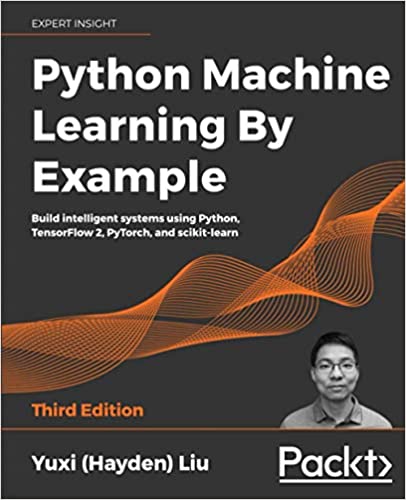 EXPERT INSIGHT
Python Machine
Learning By
Example
Build intelligent systems using Python,
TensorFlow 2, PyTorch, and scikit-learn
Third Edition
Yuxi (Hayden) Liu
Packt>